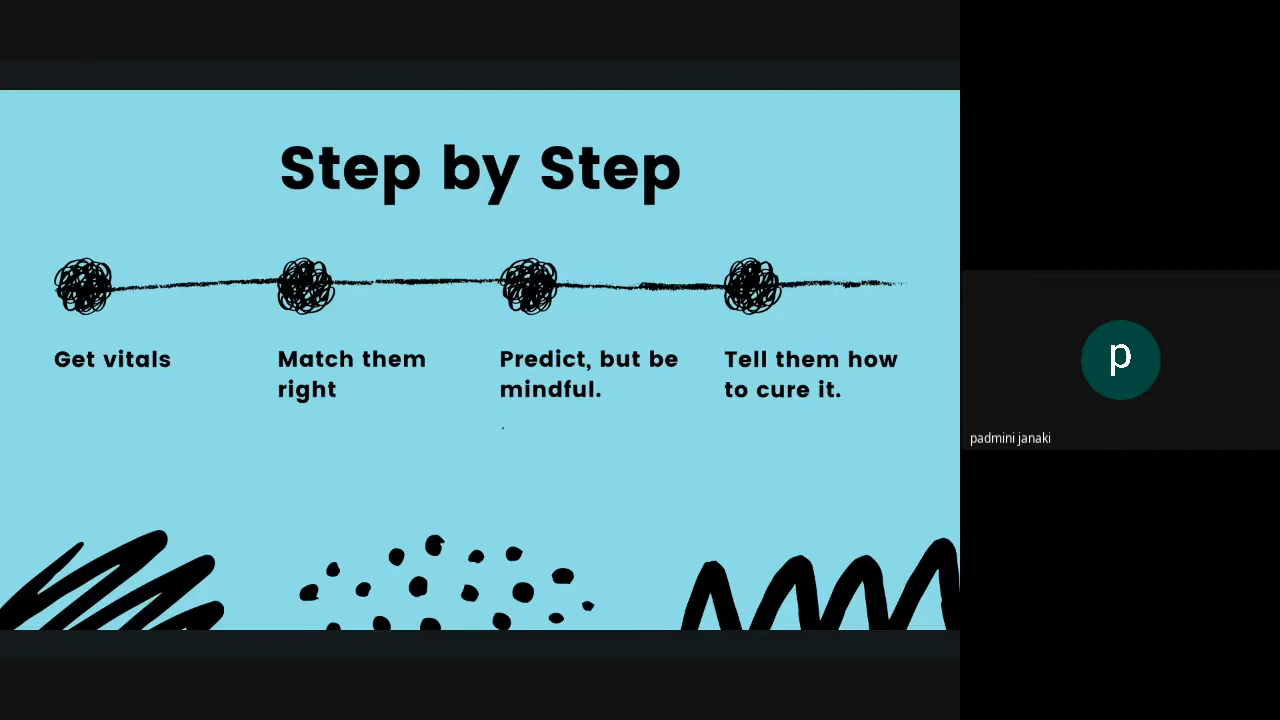 Step by Step
Get vitals
Match them
right
Predict, but be
mindful.
.
Tell them how
to cure it.
p
padmini janaki